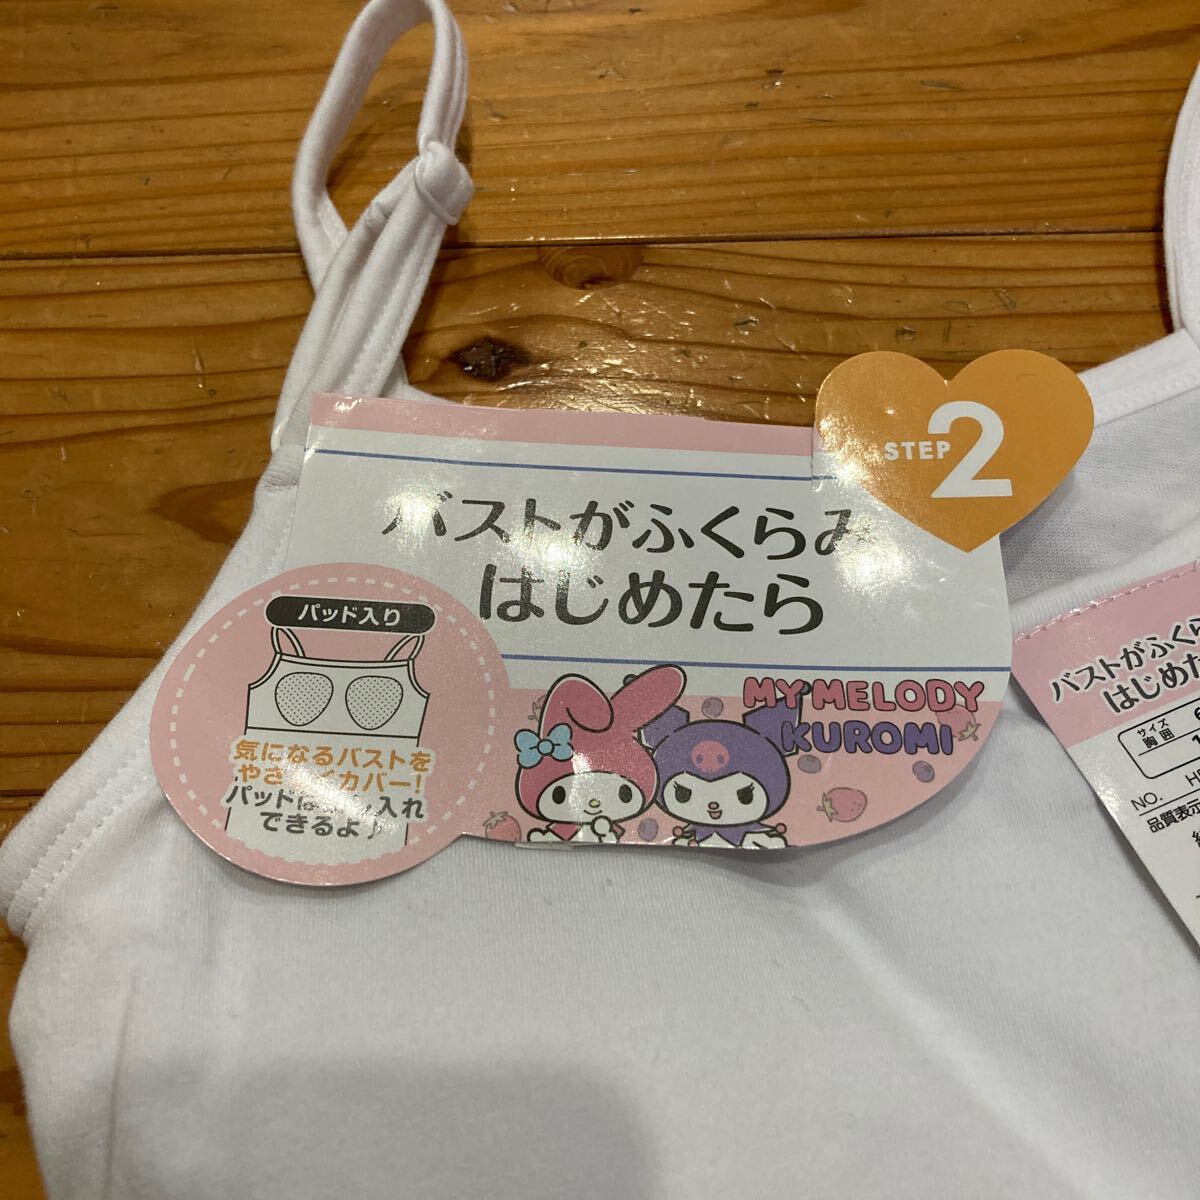 STEP 2
バストがふくらみ
はじめたら
パッド入り
気になるバストを
カバー!
パッドは 入れ
できるよ♪
MY MELODY
KUROMI
バストがふくら
はじめた
サイズ
胸囲
NO.
品質表示